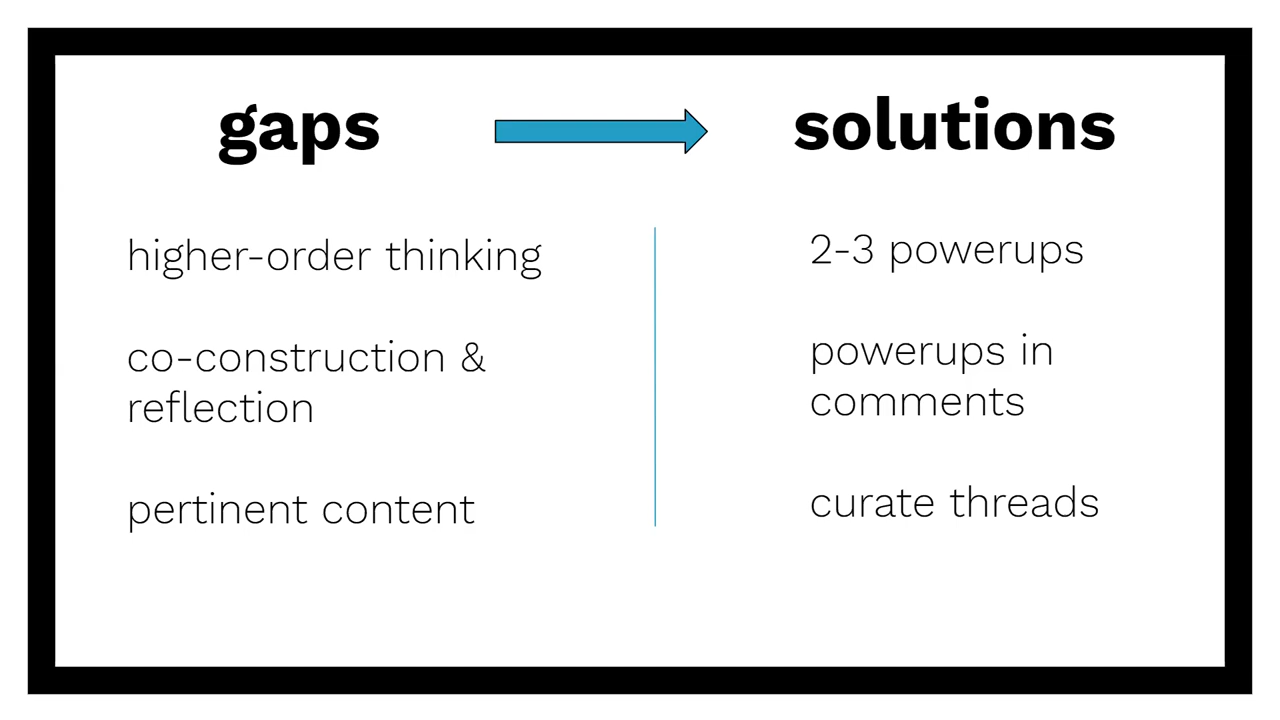 gaps
solutions
higher-order thinking
co-construction &
reflection
pertinent content
2-3 powerups
powerups in
comments
curate threads